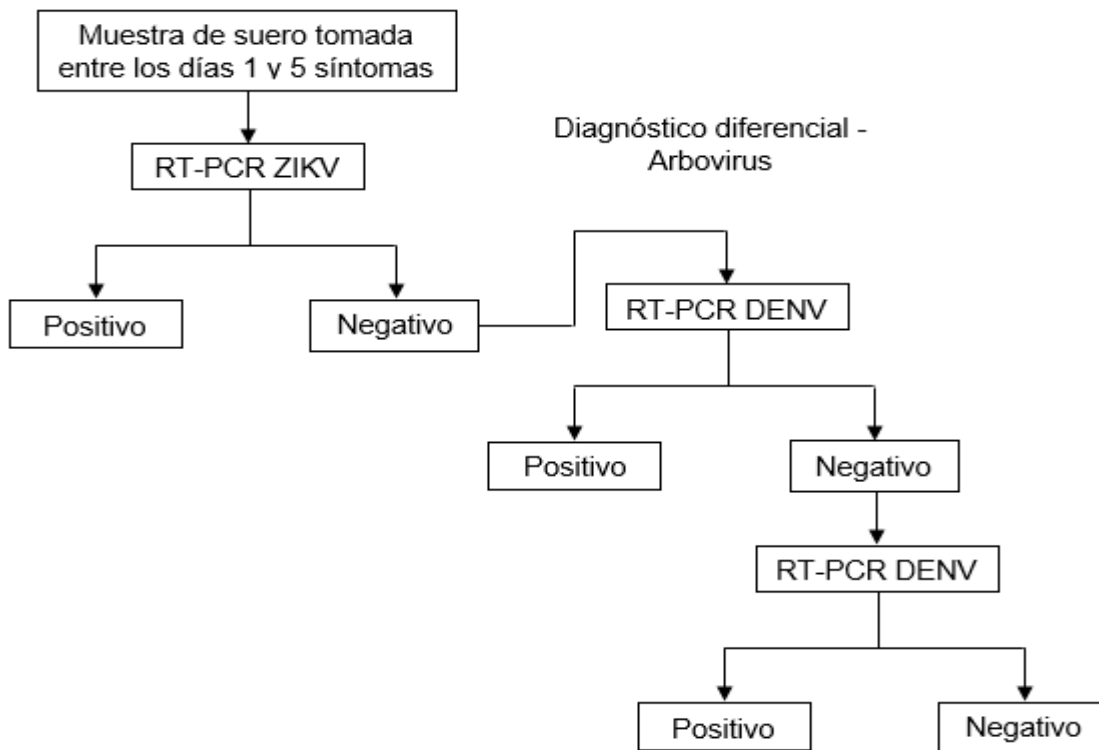 Muestra de suero tomada
entre los días 1 y 5 síntomas
RT-PCR ZIKV
Diagnóstico diferencial -
Arbovirus
Positivo
Negativo
RT-PCR DENV
Positivo
Negativo
RT-PCR DENV
Positivo
Negativo